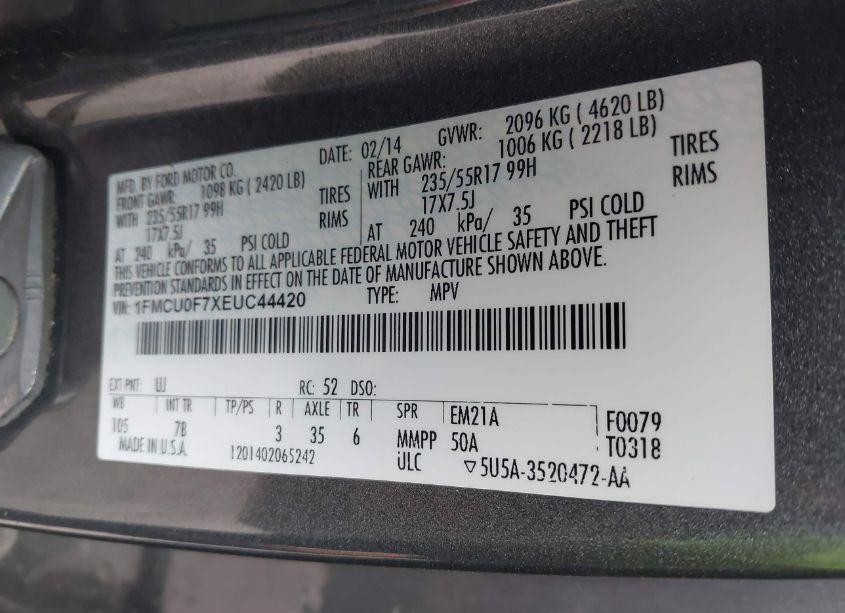 MFD. BY FORD MOTOR CO.
DATE: 02/14 GVWR: 2096 KG ( 4620 LB)
FRONT GAWR: 1098 KG ( 2420 LB) REAR GAWR: 1006 KG ( 2218 LB)
WITH 235/55R17 99H TIRES WITH 235/55R17 99H TIRES
17X7.5J RIMS 17X7.5J RIMS
AT 240 kPa/ 35 PSI COLD AT 240 kPa/ 35 PSI COLD
THIS VEHICLE CONFORMS TO ALL APPLICABLE FEDERAL MOTOR VEHICLE SAFETY AND THEFT
PREVENTION STANDARDS IN EFFECT ON THE DATE OF MANUFACTURE SHOWN ABOVE.
VIN: 1FMCU0F7XEUC44420 TYPE: MPV
EXT PNT: UJ RC: 52 DSO:
WB INT TR TP/PS R AXLE TR SPR EM21A F0079
105 7B 3 35 6 MMPP 50A T0318
MADE IN U.S.A. 1201402065242 ULC ▽5U5A-3520472-AA